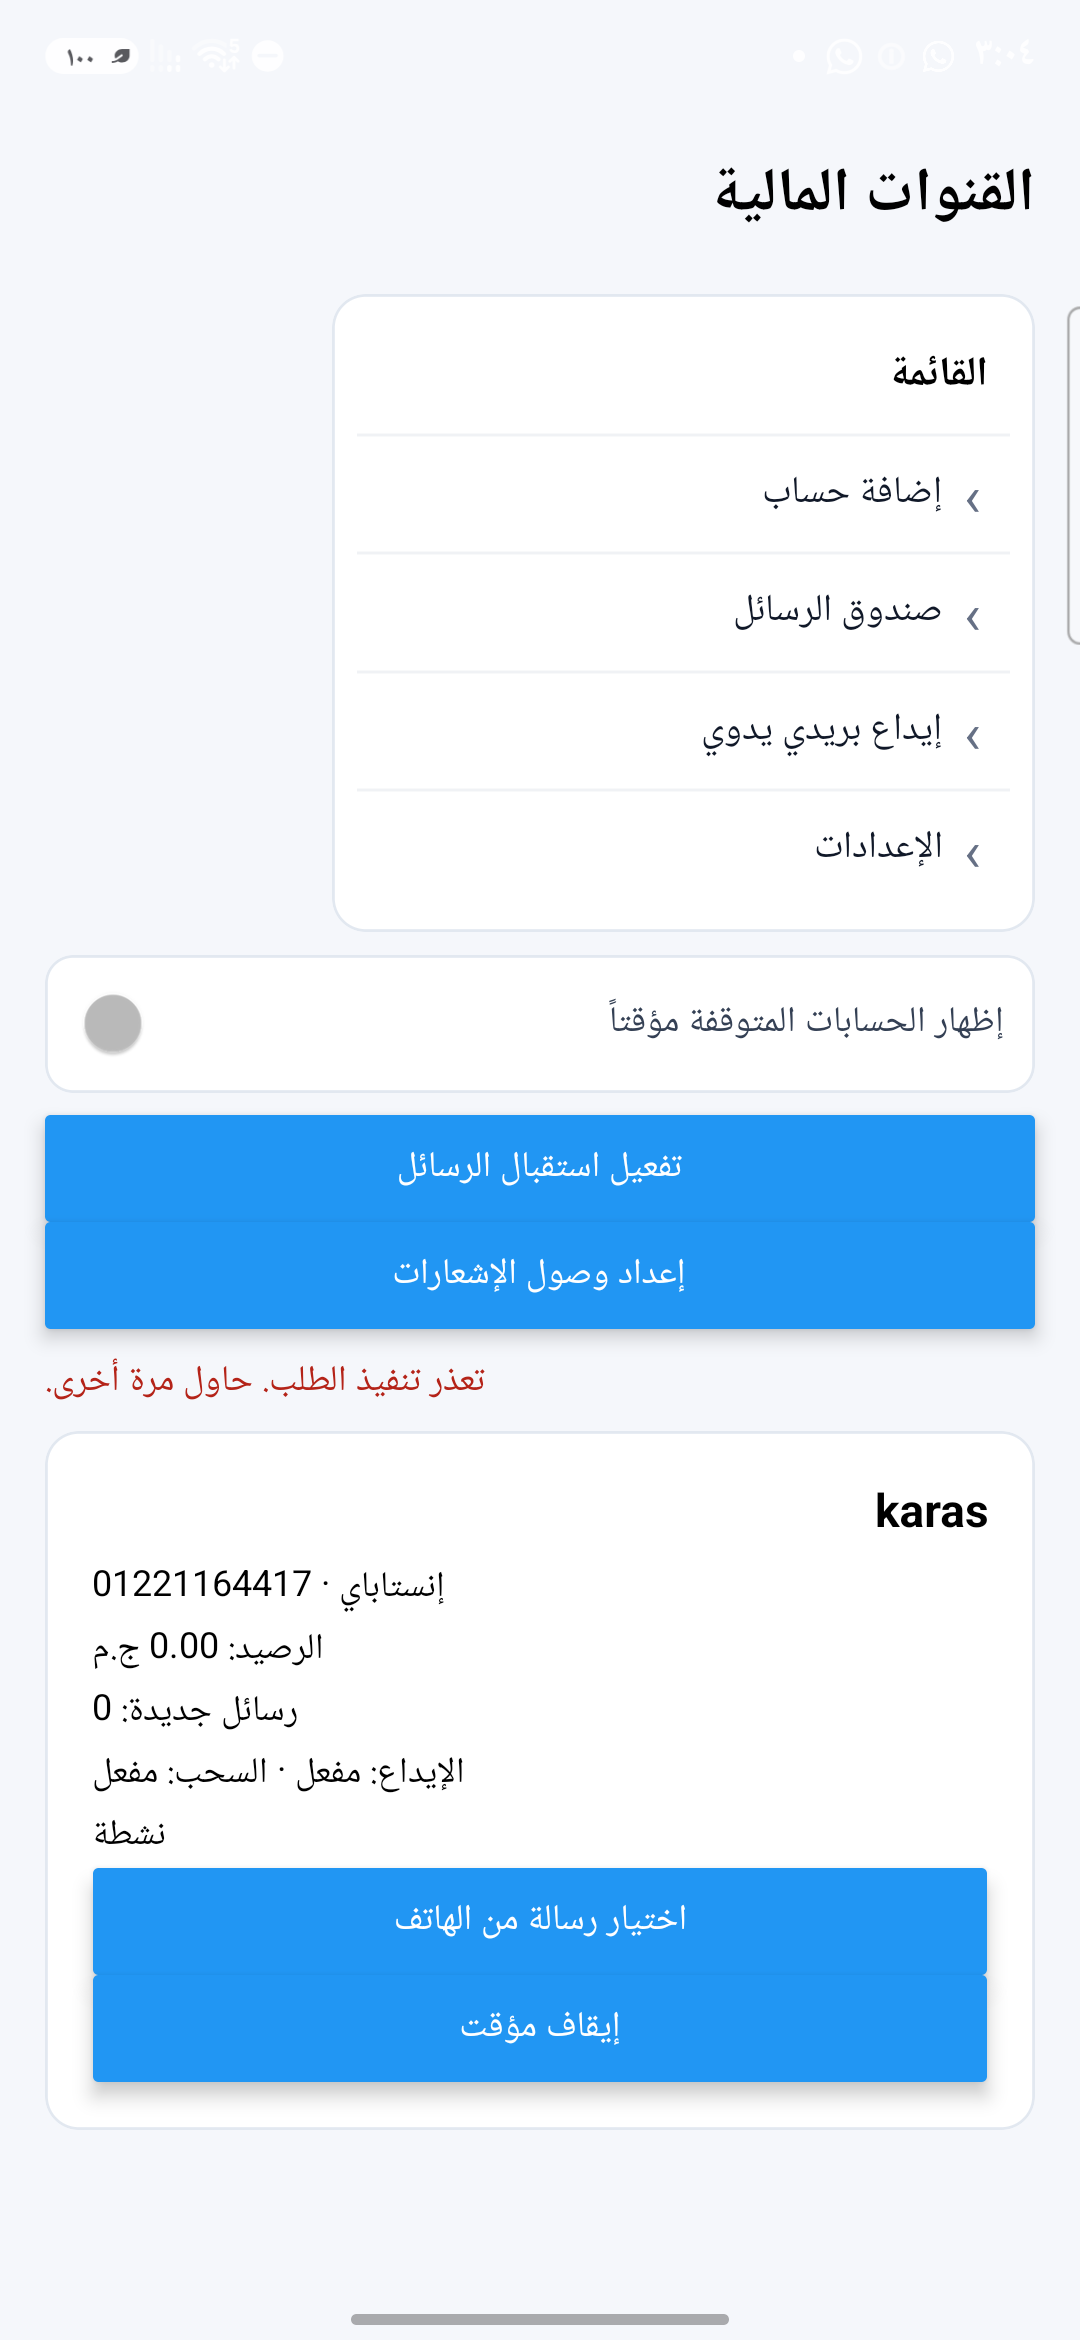 ٣:٠٤
١٠٠
القنوات المالية
القائمة
إضافة حساب
صندوق الرسائل
إيداع بريدي يدوي
الإعدادات
إظهار الحسابات المتوقفة مؤقتاً
تفعيل استقبال الرسائل
إعداد وصول الإشعارات
تعذر تنفيذ الطلب. حاول مرة أخرى.
karas
إنستاباي · 01221164417
الرصيد: 0.00 ج.م
رسائل جديدة: 0
الإيداع: مفعل · السحب: مفعل
نشطة
اختيار رسالة من الهاتف
إيقاف مؤقت